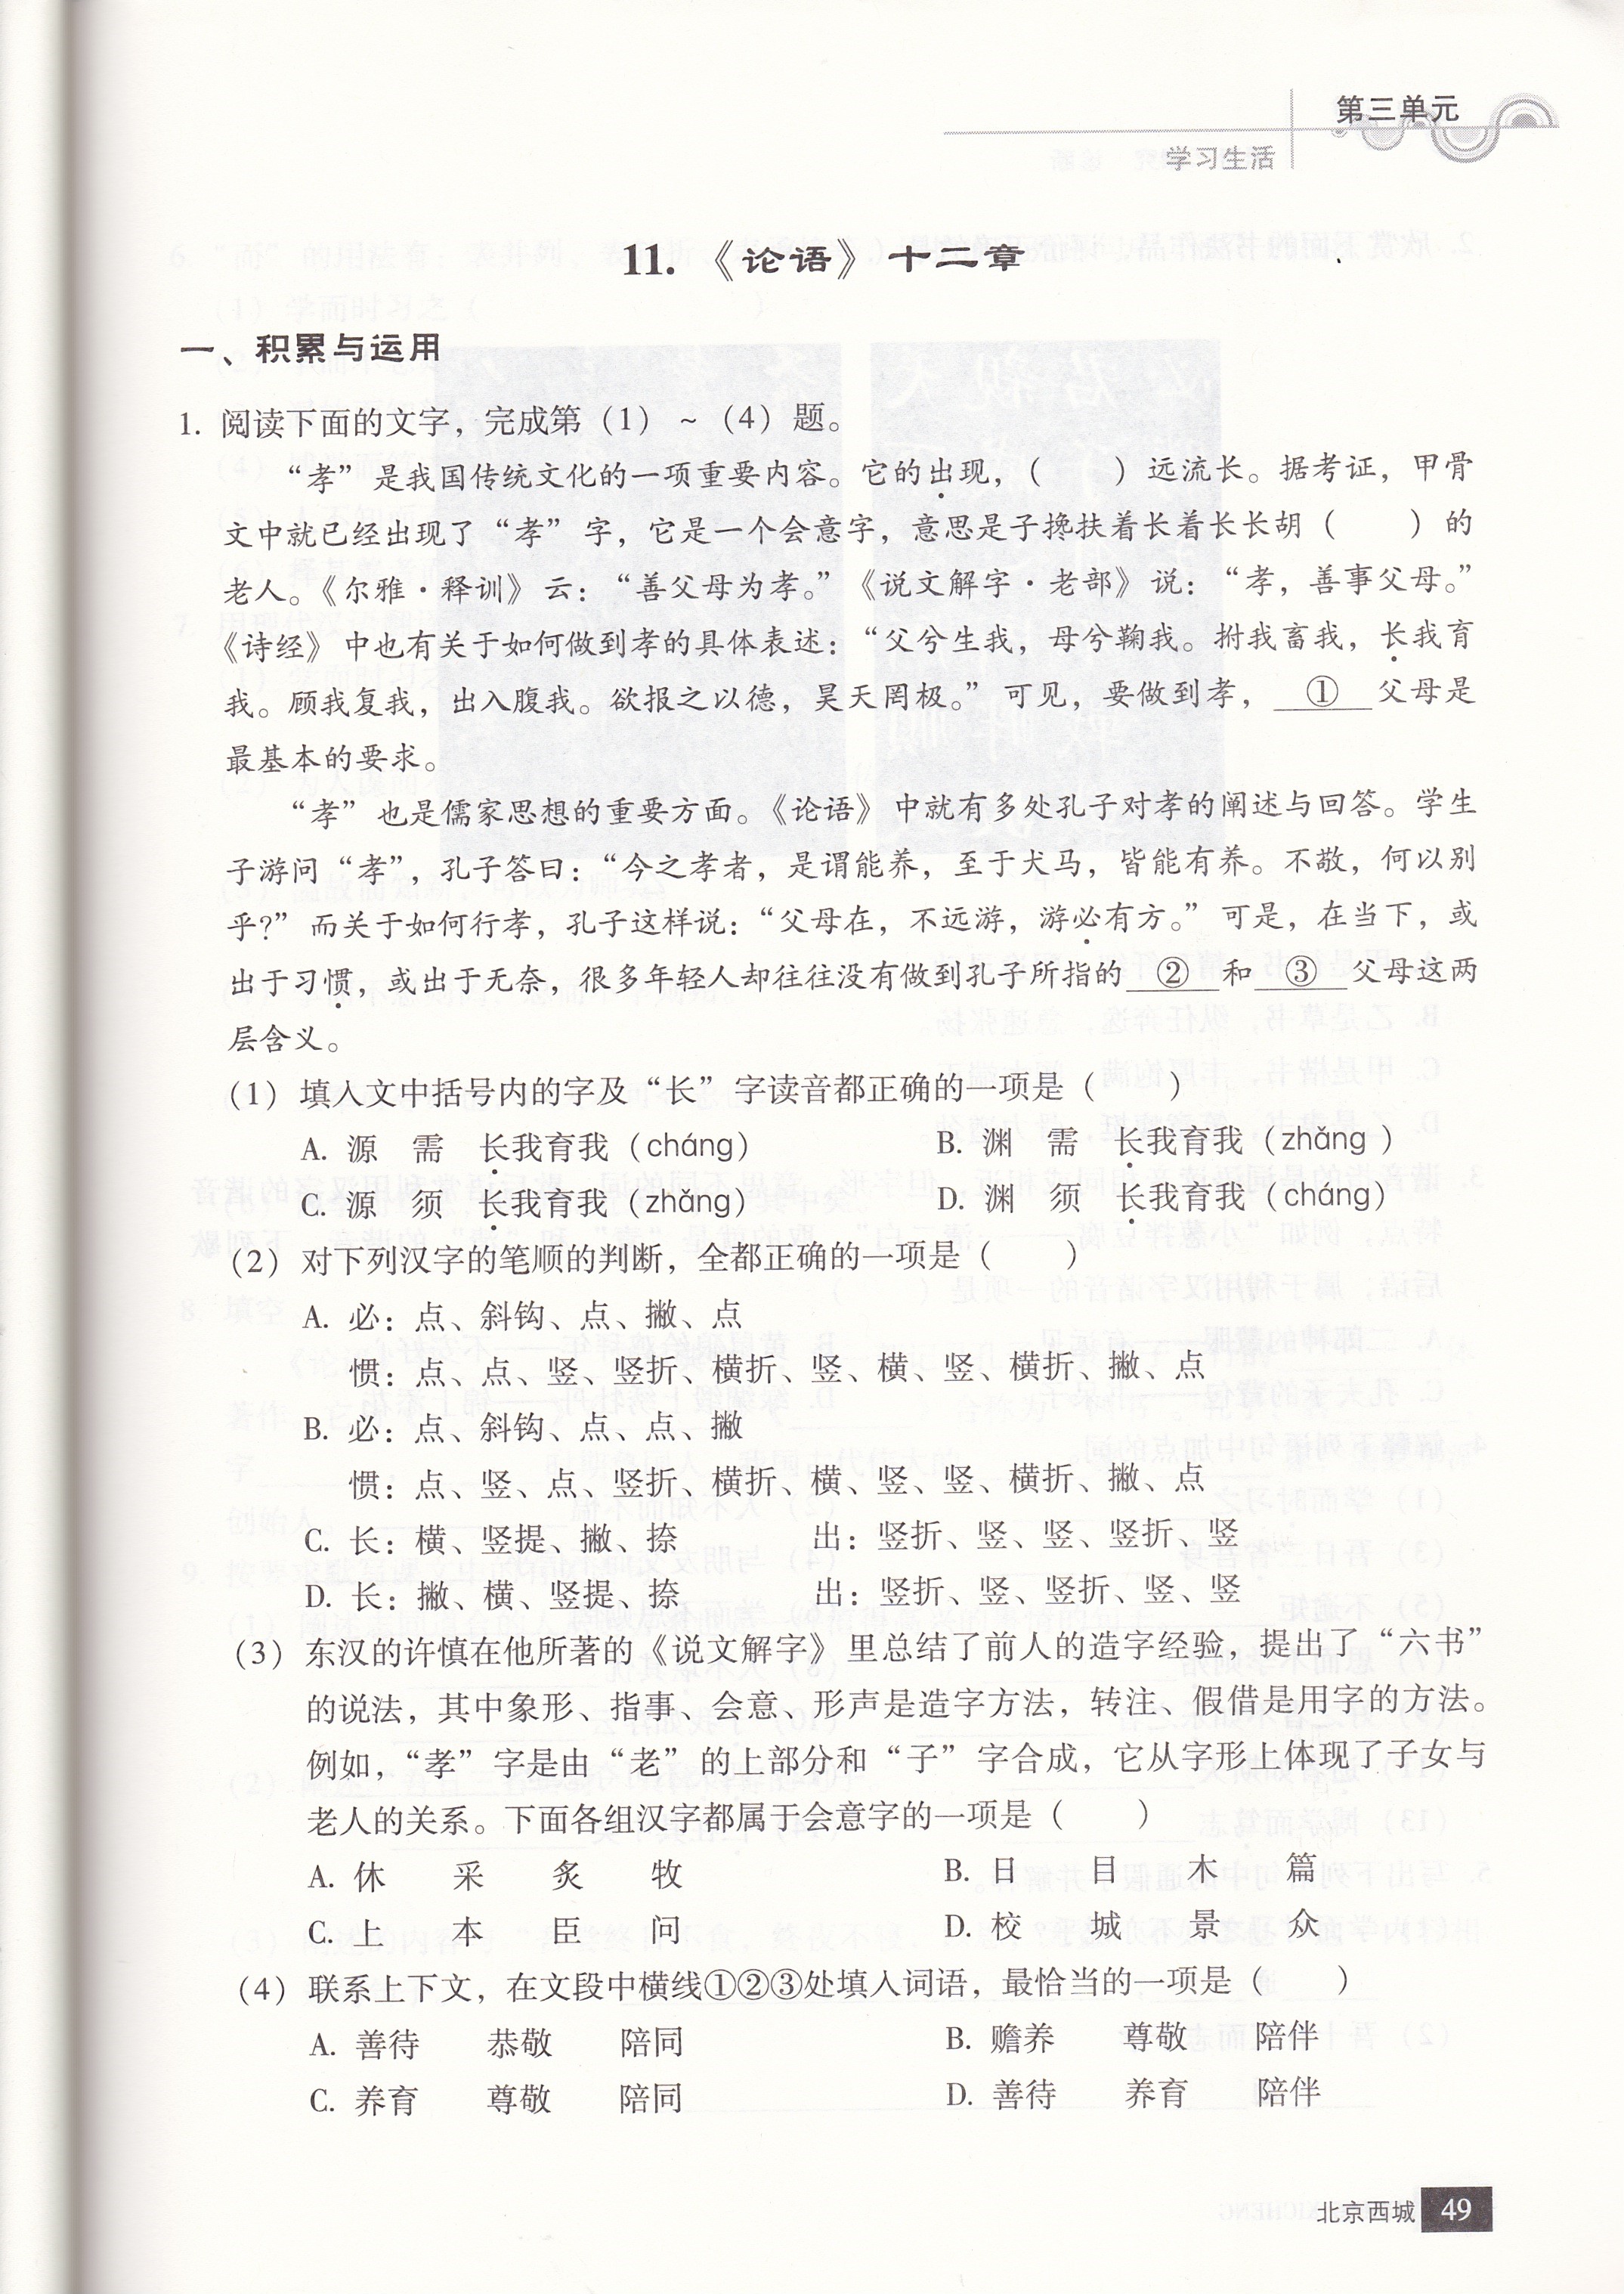 第三单元
学习生活
11.《论语》十二章
一、积累与运用
1. 阅读下面的文字，完成第（1）~（4）题。
“孝”是我国传统文化的一项重要内容。它的出现，（　　）远流长。据考证，甲骨
文中就已经出现了“孝”字，它是一个会意字，意思是子搀扶着长着长长胡（　　）的
老人。《尔雅·释训》云：“善父母为孝。”《说文解字·老部》说：“孝，善事父母。”
《诗经》中也有关于如何做到孝的具体表述：“父兮生我，母兮鞠我。拊我畜我，长我育
我。顾我复我，出入腹我。欲报之以德，昊天罔极。”可见，要做到孝，　①　父母是
最基本的要求。
“孝”也是儒家思想的重要方面。《论语》中就有多处孔子对孝的阐述与回答。学生
子游问“孝”，孔子答曰：“今之孝者，是谓能养，至于犬马，皆能有养。不敬，何以别
乎？”而关于如何行孝，孔子这样说：“父母在，不远游，游必有方。”可是，在当下，或
出于习惯，或出于无奈，很多年轻人却往往没有做到孔子所指的　②　和　③　父母这两
层含义。
（1）填入文中括号内的字及“长”字读音都正确的一项是（　　）
A. 源　需　长我育我（cháng）　B. 渊　需　长我育我（zhǎng）
C. 源　须　长我育我（zhǎng）　D. 渊　须　长我育我（cháng）
（2）对下列汉字的笔顺的判断，全都正确的一项是（　　）
A. 必：点、斜钩、点、撇、点
惯：点、点、竖、竖折、横折、竖、横、竖、横折、撇、点
B. 必：点、斜钩、点、点、撇
惯：点、竖、点、竖折、横折、横、竖、竖、横折、撇、点
C. 长：横、竖提、撇、捺　出：竖折、竖、竖、竖折、竖
D. 长：撇、横、竖提、捺　出：竖折、竖、竖折、竖、竖
（3）东汉的许慎在他所著的《说文解字》里总结了前人的造字经验，提出了“六书”
的说法，其中象形、指事、会意、形声是造字方法，转注、假借是用字的方法。
例如，“孝”字是由“老”的上部分和“子”字合成，它从字形上体现了子女与
老人的关系。下面各组汉字都属于会意字的一项是（　　）
A. 休　采　炙　牧　B. 日　目　木　篇
C. 上　本　臣　问　D. 校　城　景　众
（4）联系上下文，在文段中横线①②③处填入词语，最恰当的一项是（　　）
A. 善待　恭敬　陪同　B. 赡养　尊敬　陪伴
C. 养育　尊敬　陪同　D. 善待　养育　陪伴
北京西城 49